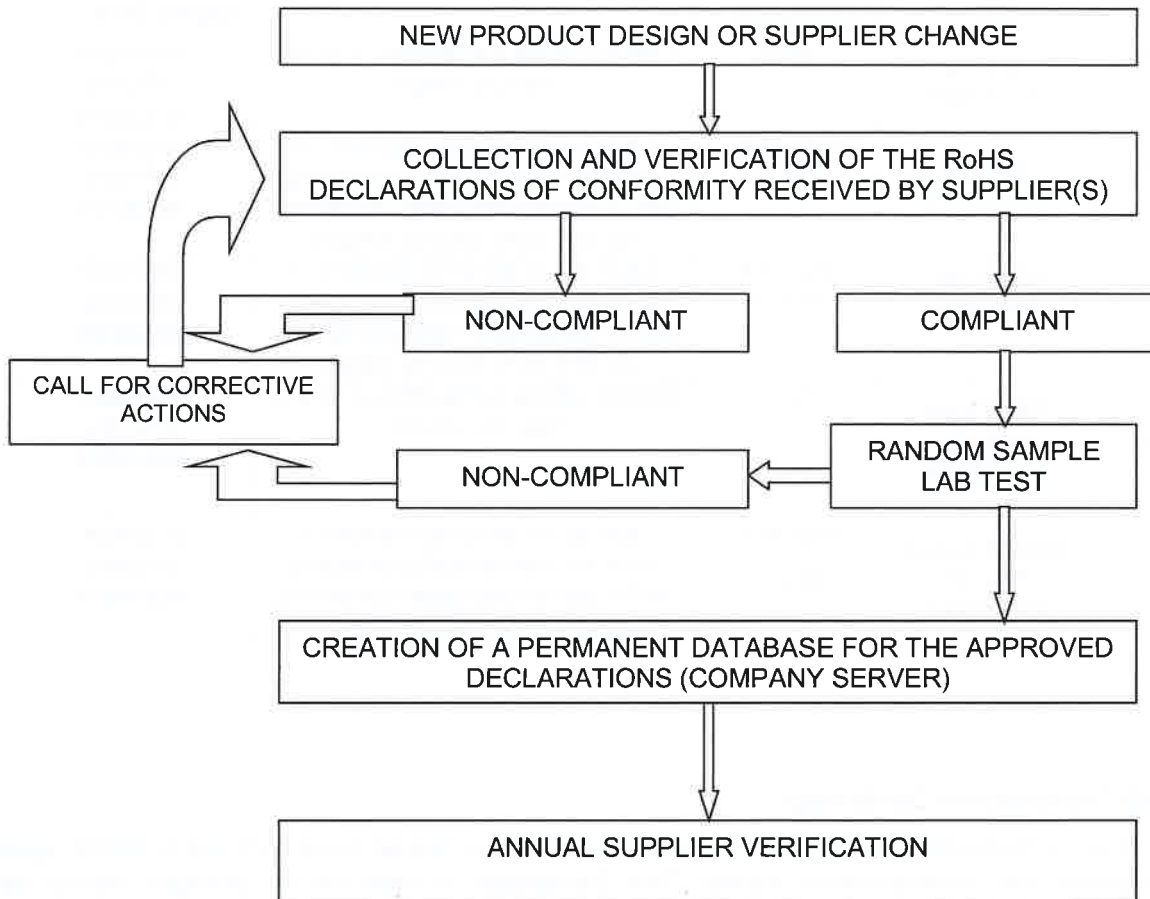 NEW PRODUCT DESIGN OR SUPPLIER CHANGE
COLLECTION AND VERIFICATION OF THE RoHS
DECLARATIONS OF CONFORMITY RECEIVED BY SUPPLIER(S)
NON-COMPLIANT
COMPLIANT
CALL FOR CORRECTIVE
ACTIONS
NON-COMPLIANT
RANDOM SAMPLE
LAB TEST
CREATION OF A PERMANENT DATABASE FOR THE APPROVED
DECLARATIONS (COMPANY SERVER)
ANNUAL SUPPLIER VERIFICATION